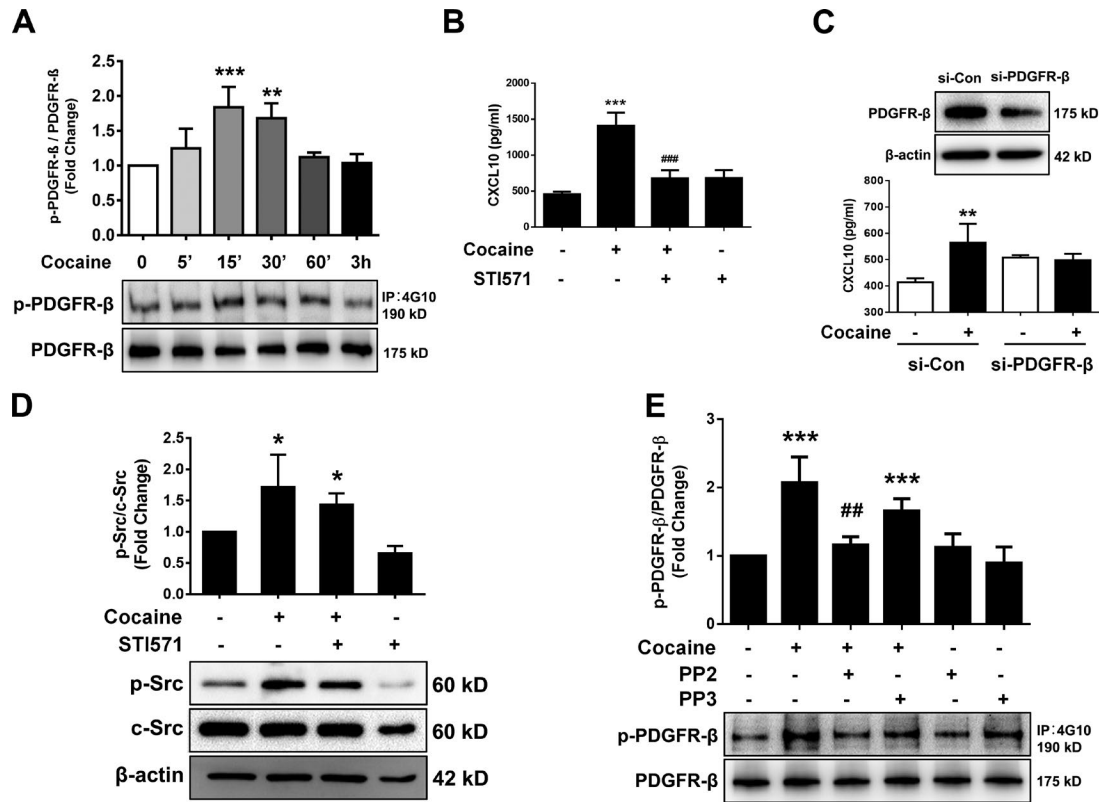 A
p-PDGFR-ß / PDGFR-ß
(Fold Change)
2.5
2.0
1.5
1.0
0.5
0.0
*** **
Cocaine 0 5' 15' 30' 60' 3h
p-PDGFR-β IP:4G10
190 kD
PDGFR-β 175 kD
B
CXCL10 (pg/ml)
2000
1500
1000
500
0
***
###
Cocaine - + + -
STI571 - - + +
C
si-Con si-PDGFR-β
PDGFR-β 175 kD
β-actin 42 kD
CXCL10 (pg/ml)
800
700
600
500
400
300
**
Cocaine - + - +
si-Con si-PDGFR-β
D
p-Src/c-Src
(Fold Change)
2.5
2.0
1.5
1.0
0.5
0.0
* *
Cocaine - + + -
STI571 - - + +
p-Src 60 kD
c-Src 60 kD
β-actin 42 kD
E
p-PDGFR-β/PDGFR-β
(Fold Change)
3
2
1
0
*** ## ***
Cocaine - + + + - -
PP2 - - + - + -
PP3 - - - + - +
p-PDGFR-β IP:4G10
190 kD
PDGFR-β 175 kD